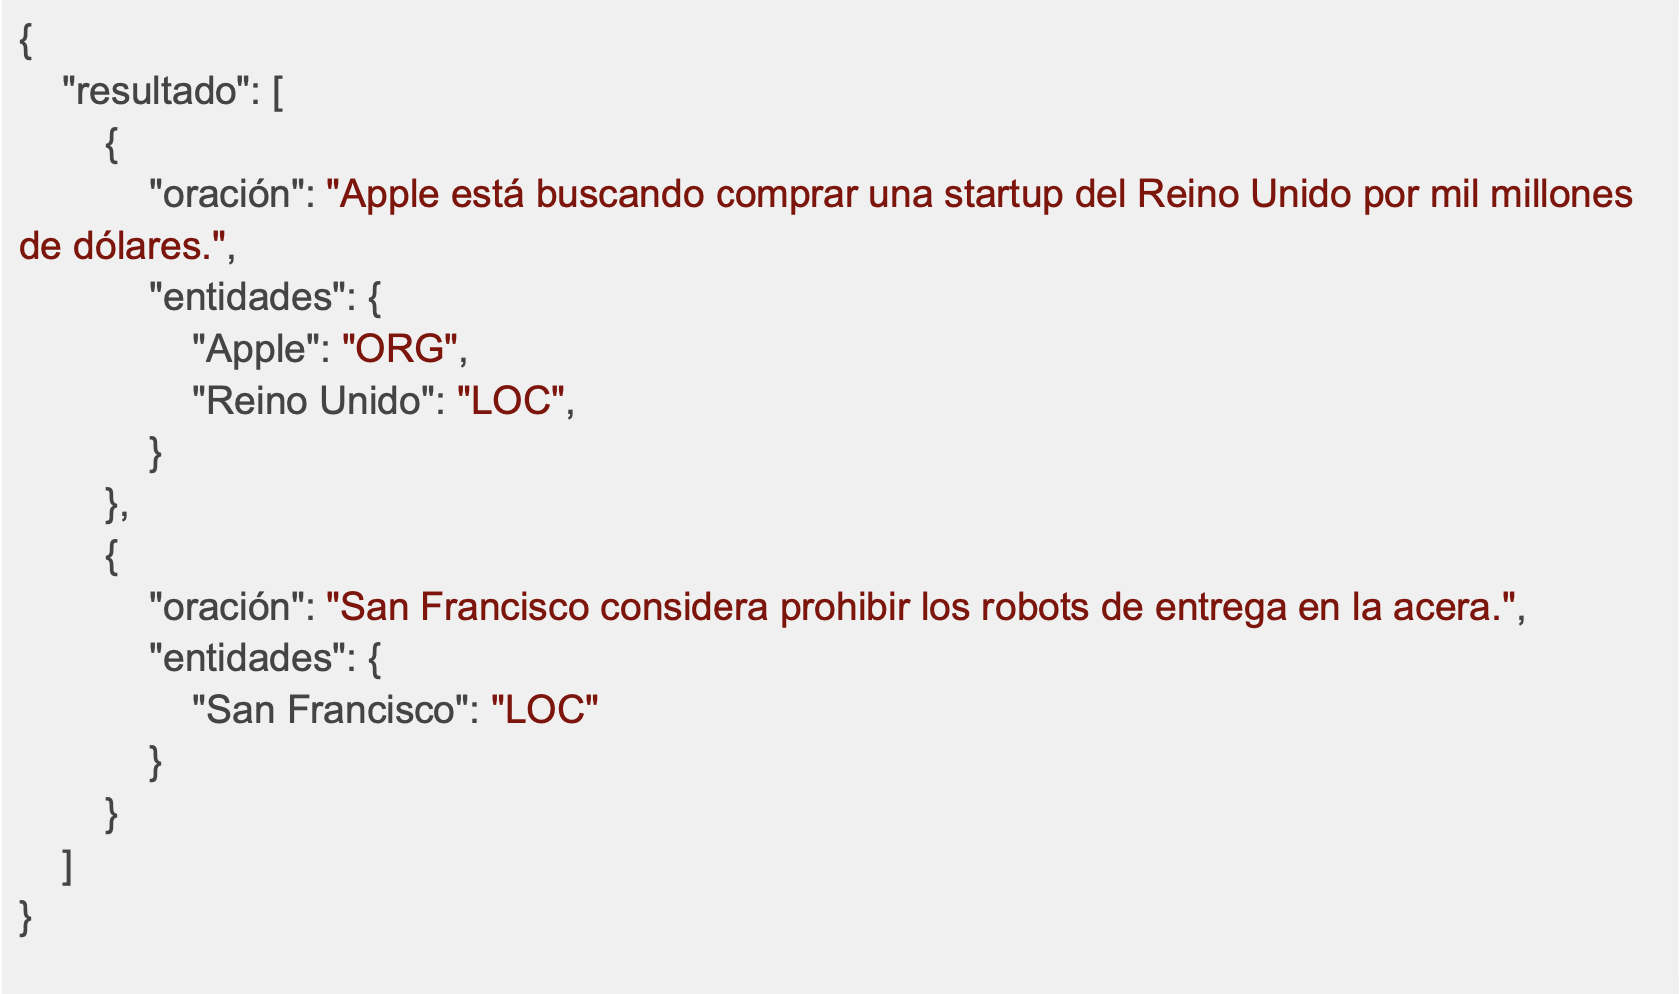 {
"resultado": [
{
"oración": "Apple está buscando comprar una startup del Reino Unido por mil millones
de dólares.",
"entidades": {
"Apple": "ORG",
"Reino Unido": "LOC",
}
},
{
"oración": "San Francisco considera prohibir los robots de entrega en la acera.",
"entidades": {
"San Francisco": "LOC"
}
}
]
}